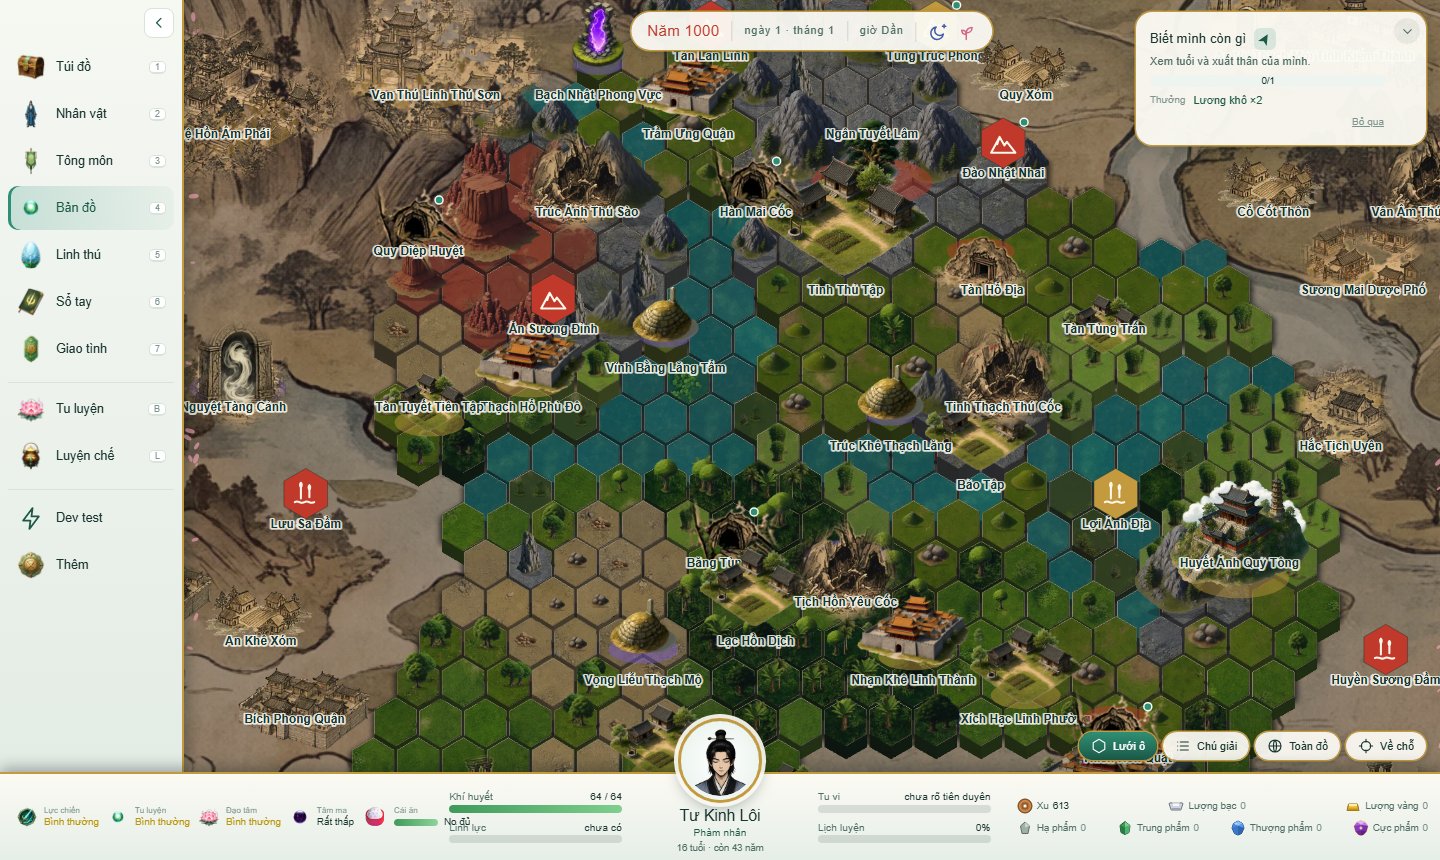 Túi đồ 1
Nhân vật 2
Tông môn 3
Bản đồ 4
Linh thú 5
Sổ tay 6
Giao tình 7
Tu luyện B
Luyện chế L
Dev test
Thêm
Năm 1000 ngày 1 · tháng 1 giờ Dần
Biết mình còn gì
Xem tuổi và xuất thân của mình.
0/1
Thưởng Lương khô ×2
Bỏ qua
Tân Lan Linh
Tùng Trúc Phong
Vạn Thú Linh Thú Sơn
Bạch Nhật Phong Vực
Quy Xóm
Hồn Âm Phái
Trầm Ưng Quận
Ngân Tuyết Lâm
Đào Nhật Nhai
Trúc Ảnh Thú Sào
Hàn Mai Cốc
Cổ Cốt Thôn
Vân Âm Thú
Quy Diệp Huyệt
Tinh Thủ Tập
Tàn Hổ Địa
Sương Mai Dược Phố
Ẩn Sương Đỉnh
Tân Tùng Trấn
Vĩnh Băng Lăng Tẩm
Nguyệt Tàng Cảnh
Tàn Tuyết Tiên Tập
Thạch Hổ Phù Đô
Tinh Thạch Thú Cốc
Trúc Khê Thạch Lăng
Hắc Tịch Uyên
Bảo Tập
Lưu Sa Đầm
Lợi Ảnh Địa
Băng Tùn
Huyết Ảnh Quỷ Tông
Tịch Hồn Yêu Cốc
An Khê Xóm
Lạc Hồn Dịch
Vọng Liễu Thạch Mộ
Nhạn Khê Linh Thành
Huyền Sương Đầm
Bích Phong Quận
Xích Hạc Linh Phườ
Lưới ô
Chú giải
Toàn đồ
Về chỗ
Lực chiến
Bình thường
Tu luyện
Bình thường
Đạo tâm
Bình thường
Tâm ma
Rất thấp
Cái ăn
No đủ
Khí huyết 64 / 64
Linh lực chưa có
Tư Kinh Lôi
Phàm nhân
16 tuổi · còn 43 năm
Tu vi chưa rõ tiên duyên
Lịch luyện 0%
Xu 613
Lượng bạc 0
Lượng vàng 0
Hạ phẩm 0
Trung phẩm 0
Thượng phẩm 0
Cực phẩm 0